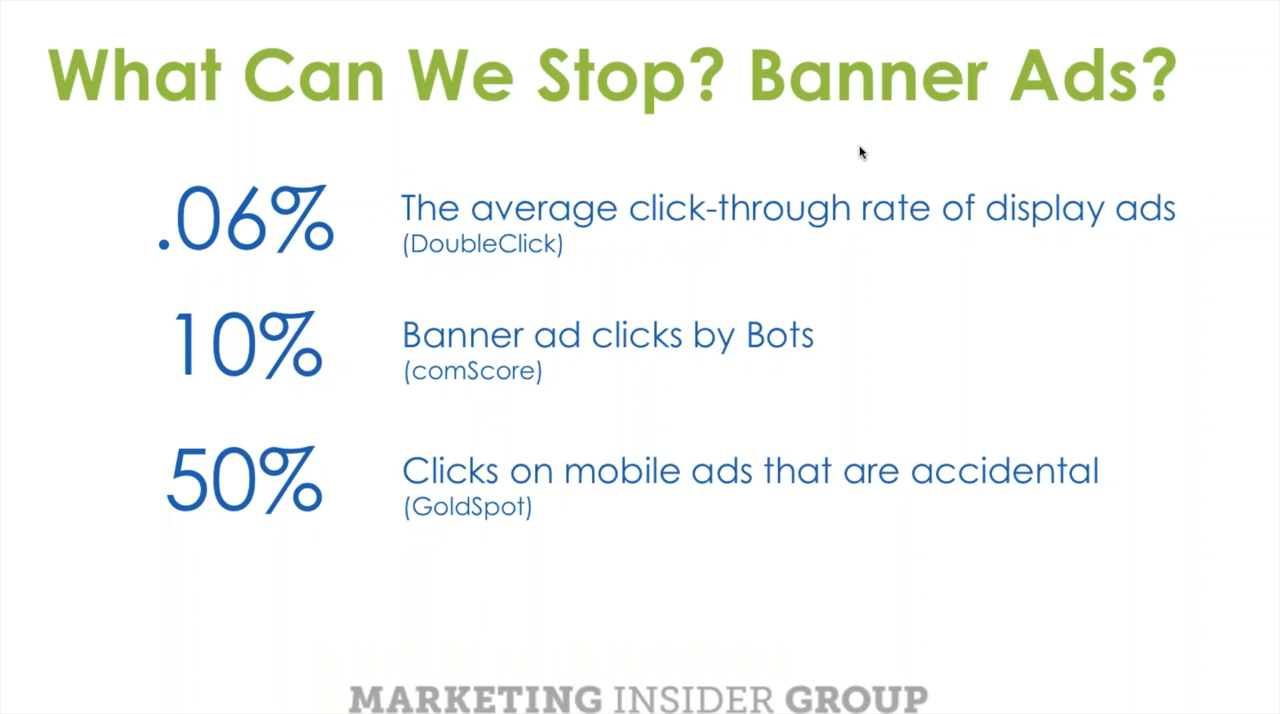 What Can We Stop? Banner Ads?
.06%
The average click-through rate of display ads
(DoubleClick)
10%
Banner ad clicks by Bots
(comScore)
50%
Clicks on mobile ads that are accidental
(GoldSpot)
MARKETING INSIDER GROUP